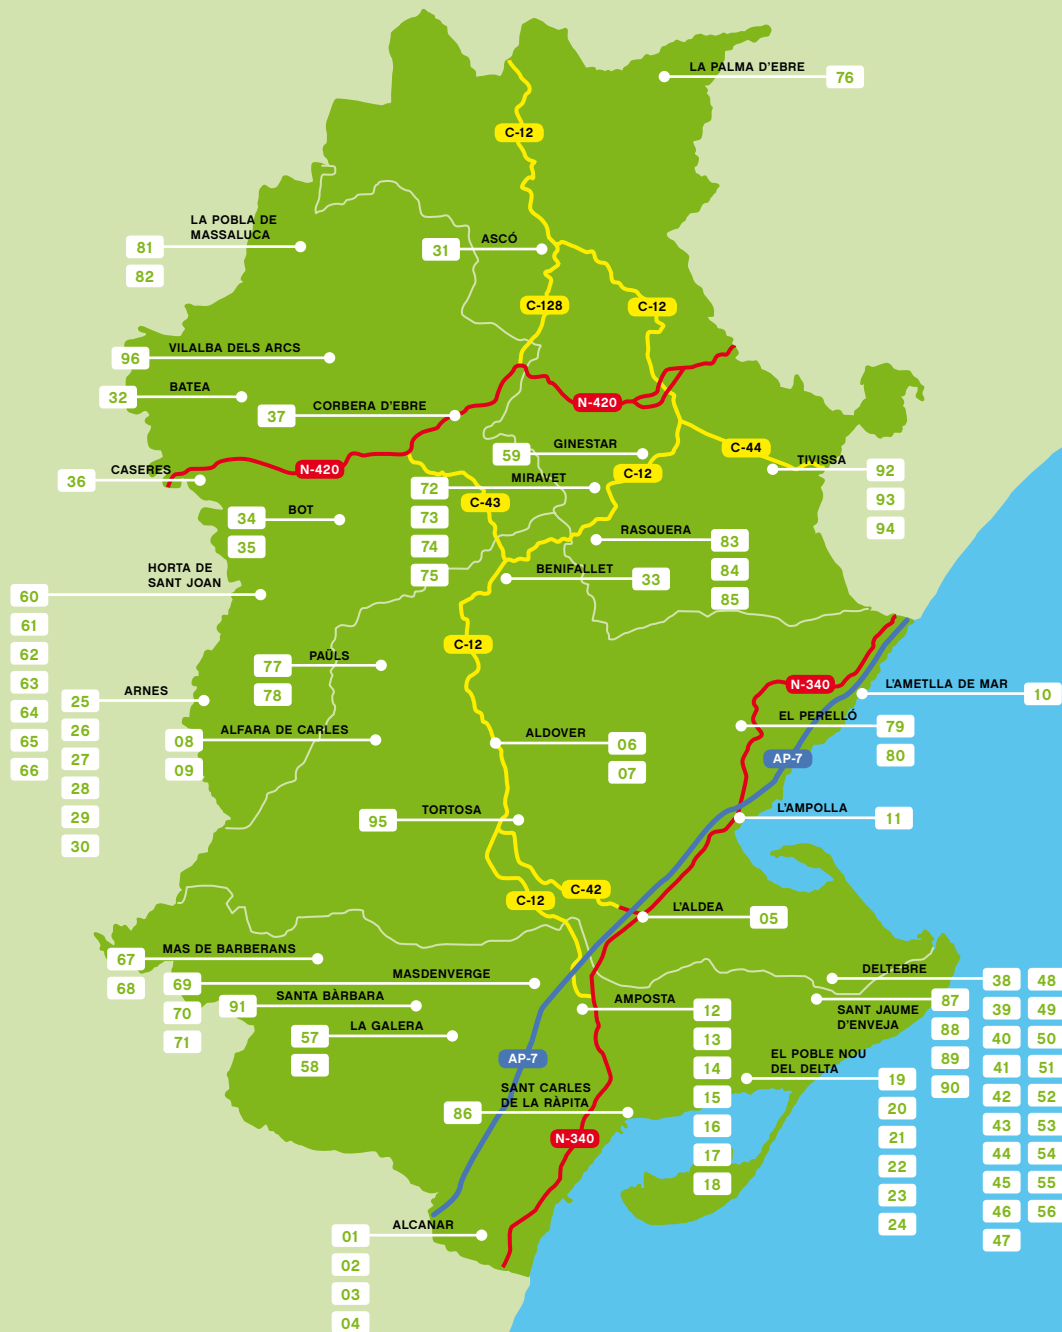 LA PALMA D'EBRE
76
C-12
LA POBLA DE
MASSALUCA
81
82
ASCÓ
31
C-128
C-12
VILALBA DELS ARCS
96
BATEA
32
CORBERA D'EBRE
37
N-420
GINESTAR
59
C-44
TIVISSA
92
93
94
CASERES
36
N-420
C-12
MIRAVET
72
73
74
75
C-43
BOT
34
35
RASQUERA
83
84
85
HORTA DE
SANT JOAN
60
61
62
63
64
65
66
BENIFALLET
33
C-12
PAÜLS
77
78
ARNES
25
26
27
28
29
30
N-340
L'AMETLLA DE MAR
10
EL PERELLÓ
79
80
ALFARA DE CARLES
08
09
ALDOVER
06
07
AP-7
TORTOSA
95
L'AMPOLLA
11
C-42
C-12
L'ALDEA
05
MAS DE BARBERANS
67
68
MASDENVERGE
69
70
71
DELTEBRE
38
39
40
41
42
43
44
45
46
47
48
49
50
51
52
53
54
55
56
SANTA BÀRBARA
91
AMPOSTA
12
13
14
15
16
17
18
SANT JAUME
D'ENVEJA
87
88
89
90
LA GALERA
57
58
AP-7
EL POBLE NOU
DEL DELTA
19
20
21
22
23
24
SANT CARLES
DE LA RÀPITA
86
N-340
ALCANAR
01
02
03
04